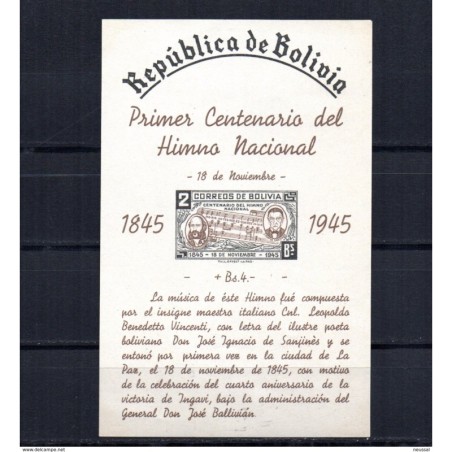 República de Bolivia
Primer Centenario del
Himno Nacional
- 18 de Noviembre -
2 CORREOS DE BOLIVIA
CENTENARIO DEL HIMNO
NACIONAL
1845 1945
Bs
1845 - 18 DE NOVIEMBRE - 1945
- + Bs.4.- -
La música de éste Himno fué compuesta
por el insigne maestro italiano Cnl. Leopoldo
Benedetto Vincenti, con letra del ilustre poeta
boliviano Don José Ignacio de Sanjinés y se
entonó por primera vez en la ciudad de La
Paz, el 18 de noviembre de 1845, con motivo
de la celebración del cuarto aniversario de la
victoria de Ingavi, bajo la administración del
General Don José Ballivián.